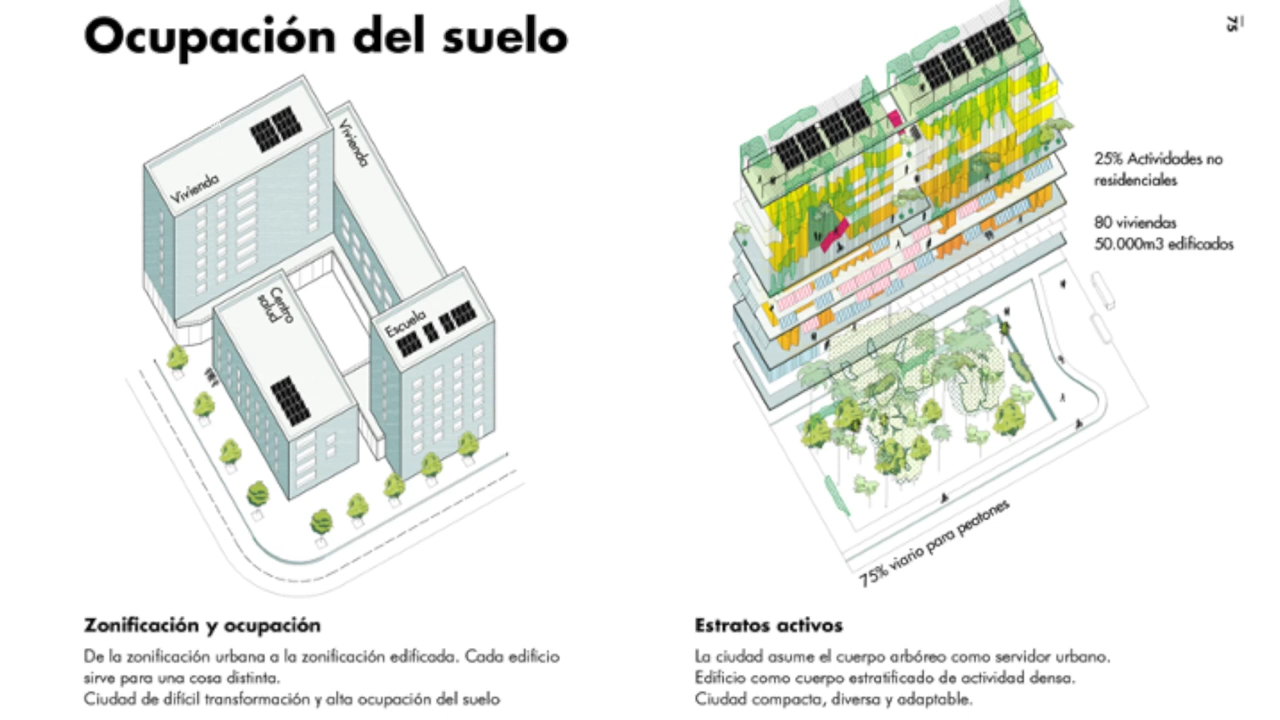 Ocupación del suelo
75
Vivienda
Vivienda
Centro
salud
Escuela
25% Actividades no
residenciales
80 viviendas
50.000m3 edificados
75% viario para peatones
Zonificación y ocupación
De la zonificación urbana a la zonificación edificada. Cada edificio
sirve para una cosa distinta.
Ciudad de difícil transformación y alta ocupación del suelo
Estratos activos
La ciudad asume el cuerpo arbóreo como servidor urbano.
Edificio como cuerpo estratificado de actividad densa.
Ciudad compacta, diversa y adaptable.